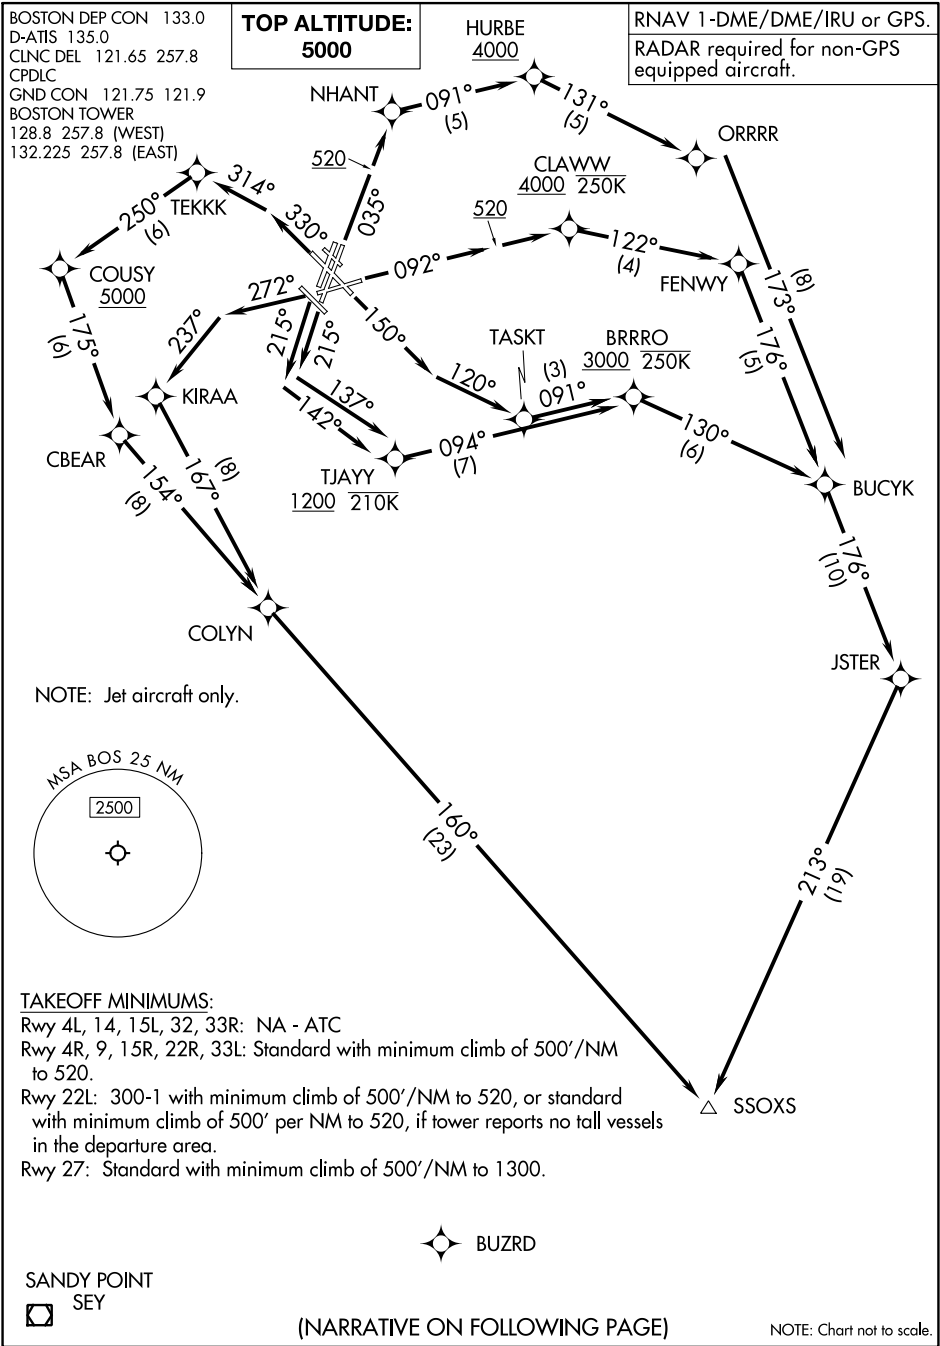 BOSTON DEP CON 133.0
D-ATIS 135.0
CLNC DEL 121.65 257.8
CPDLC
GND CON 121.75 121.9
BOSTON TOWER
128.8 257.8 (WEST)
132.225 257.8 (EAST)
TOP ALTITUDE:
5000
RNAV 1-DME/DME/IRU or GPS.
RADAR required for non-GPS
equipped aircraft.
HURBE
4000
NHANT
091°
(5)
131°
(5)
ORRRR
520
035°
CLAWW
4000 250K
520
092°
122°
(4)
FENWY
(8)
173°
176°
(5)
TEKKK
314°
330°
250°
(6)
COUSY
5000
272°
237°
175°
(6)
KIRAA
CBEAR
215°
215°
150°
120°
TASKT
(3)
091°
BRRRO
3000 250K
137°
142°
094°
(7)
TJAYY
1200 210K
130°
(6)
BUCYK
(8)
167°
154°
(8)
176°
(10)
COLYN
JSTER
NOTE: Jet aircraft only.
MSA BOS 25 NM
2500
160°
(23)
213°
(19)
TAKEOFF MINIMUMS:
Rwy 4L, 14, 15L, 32, 33R: NA - ATC
Rwy 4R, 9, 15R, 22R, 33L: Standard with minimum climb of 500'/NM
to 520.
Rwy 22L: 300-1 with minimum climb of 500'/NM to 520, or standard
with minimum climb of 500' per NM to 520, if tower reports no tall vessels
in the departure area.
Rwy 27: Standard with minimum climb of 500'/NM to 1300.
SSOXS
BUZRD
SANDY POINT
SEY
(NARRATIVE ON FOLLOWING PAGE)
NOTE: Chart not to scale.